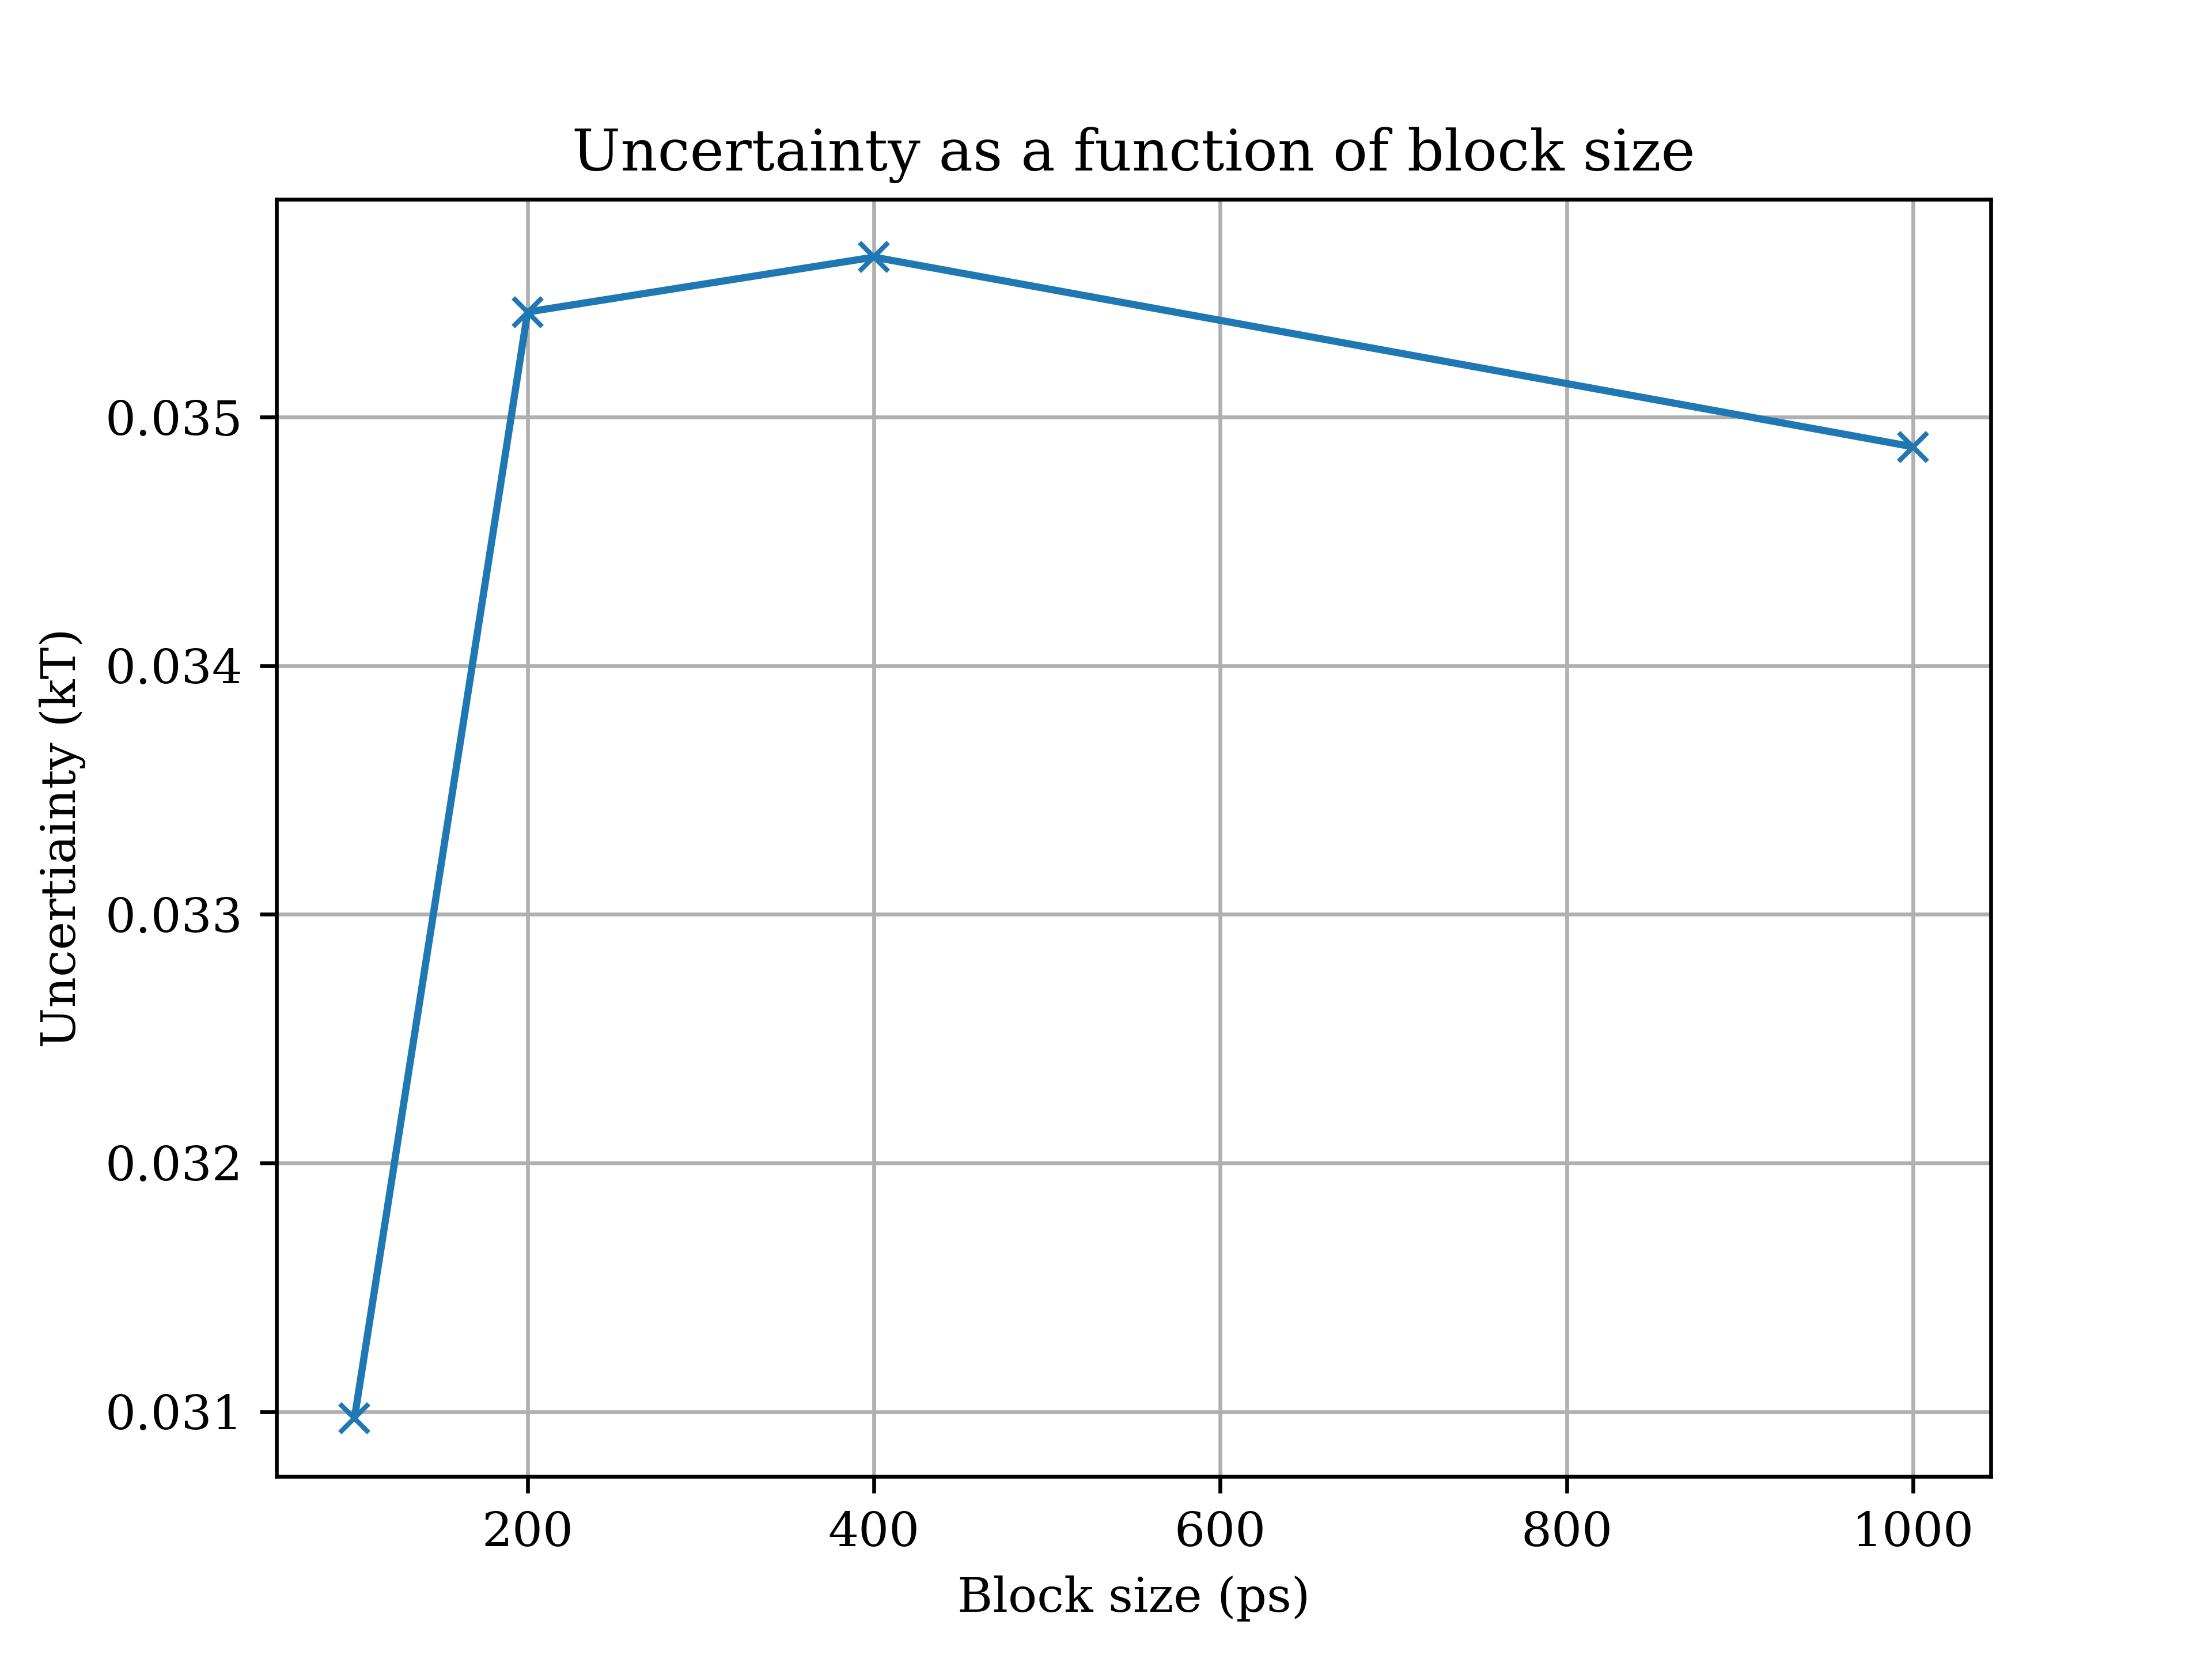 Uncertainty as a function of block size
Uncertiainty (kT)
0.035
0.034
0.033
0.032
0.031
200 400 600 800 1000
Block size (ps)